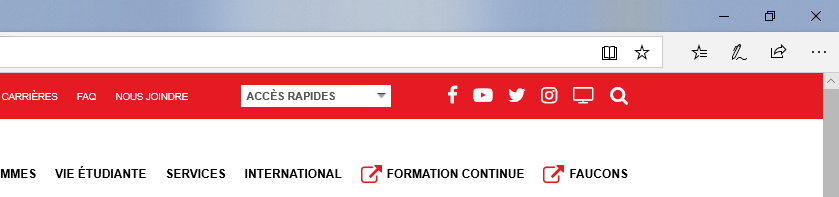 CARRIÈRES FAQ NOUS JOINDRE ACCÈS RAPIDES
MMES VIE ÉTUDIANTE SERVICES INTERNATIONAL FORMATION CONTINUE FAUCONS